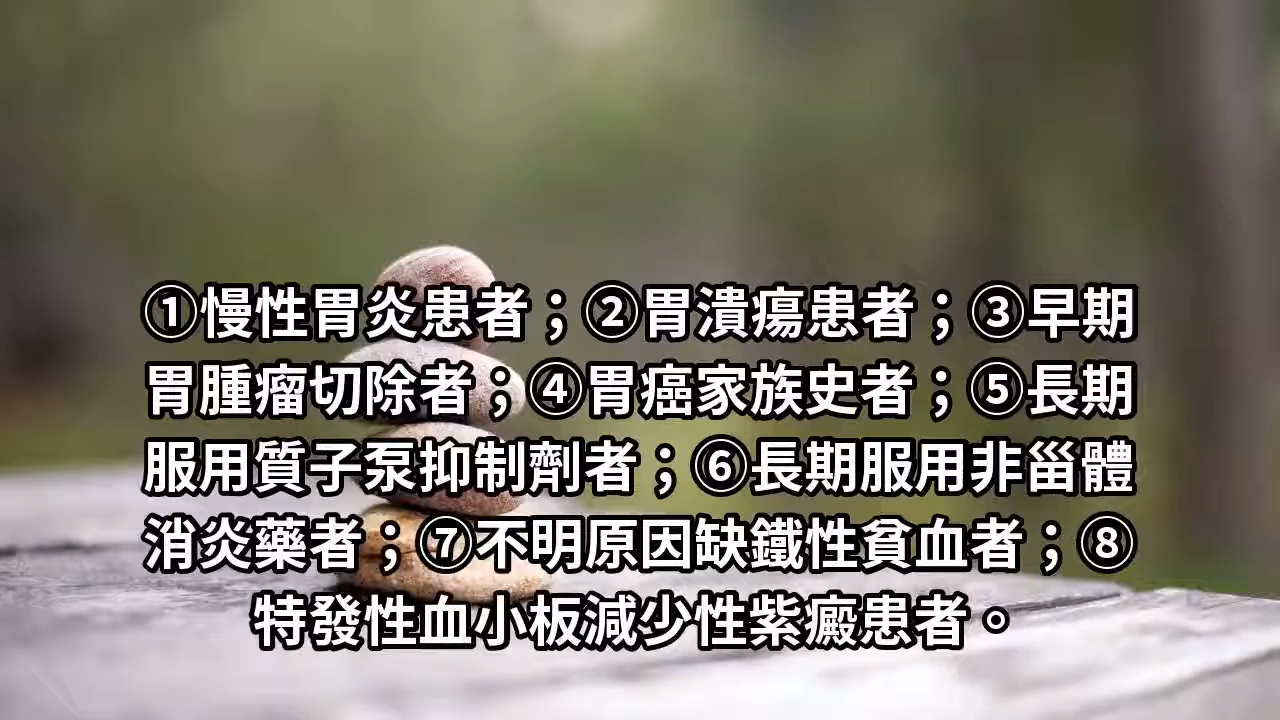 ①慢性胃炎患者；②胃潰瘍患者；③早期
胃腫瘤切除者；④胃癌家族史者；⑤長期
服用質子泵抑制劑者；⑥長期服用非甾體
消炎藥者；⑦不明原因缺鐵性貧血者；⑧
特發性血小板減少性紫癜患者。